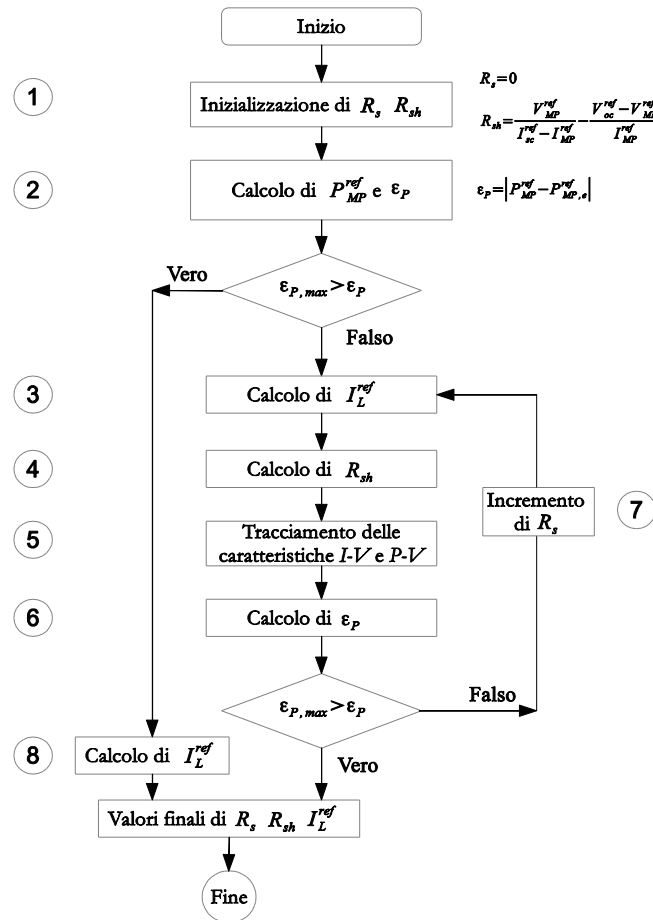 Inizio
1
Inizializzazione di R_s R_sh
R_s=0
R_sh = V_MP^ref / (I_sc^ref − I_MP^ref) − (V_oc^ref − V_MP^ref) / I_MP^ref
2
Calcolo di P_MP^ref e ε_P
ε_P=|P_MP^ref−P_MP,e^ref|
Vero
ε_P,max>ε_P
Falso
3
Calcolo di I_L^ref
4
Calcolo di R_sh
5
Tracciamento delle
caratteristiche I-V e P-V
Incremento
di R_s
7
6
Calcolo di ε_P
ε_P,max>ε_P
Falso
Vero
8
Calcolo di I_L^ref
Valori finali di R_s R_sh I_L^ref
Fine